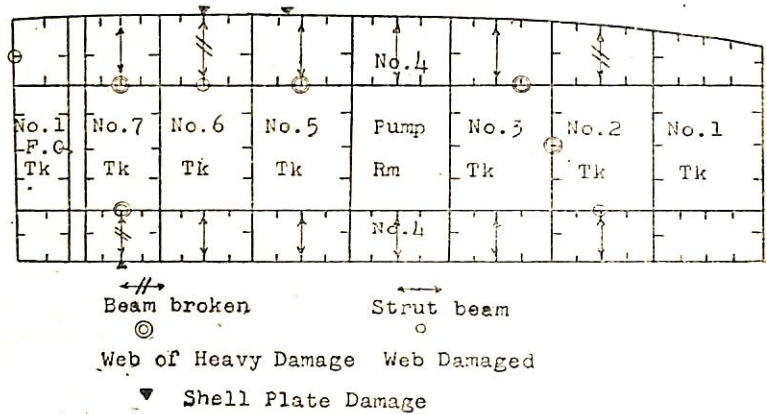 No.4
No.1 No.7 No.6 No.5 Pump No.3 No.2 No.1
F.O
Tk Tk Tk Tk Rm Tk Tk Tk
No.4
Beam broken Strut beam
Web of Heavy Damage Web Damaged
Shell Plate Damage